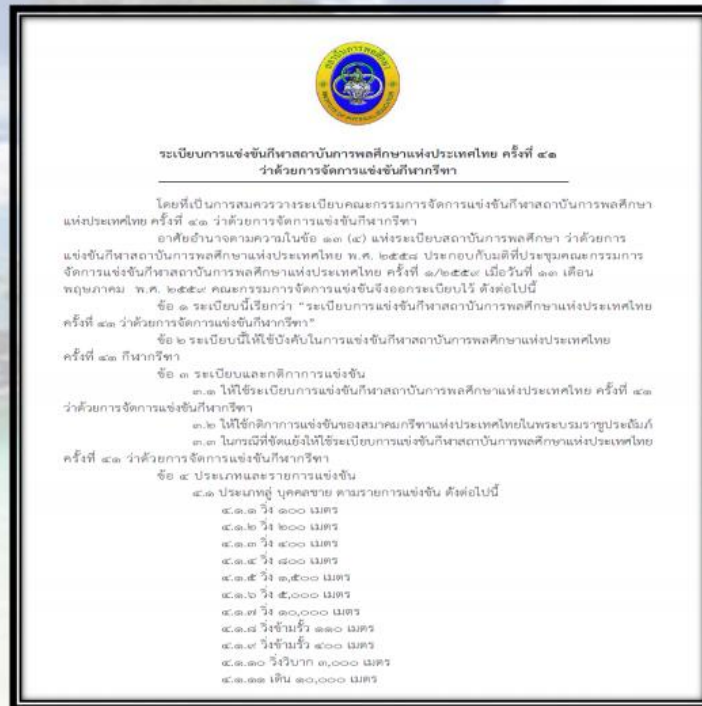 สถาบันการพลศึกษา
INSTITUTE OF PHYSICAL EDUCATION
ระเบียบการแข่งขันกีฬาสถาบันการพลศึกษาแห่งประเทศไทย ครั้งที่ ๔๑
ว่าด้วยการจัดการแข่งขันกีฬากรีฑา
โดยที่เป็นการสมควรวางระเบียบคณะกรรมการจัดการแข่งขันกีฬาสถาบันการพลศึกษา
แห่งประเทศไทย ครั้งที่ ๔๑ ว่าด้วยการจัดการแข่งขันกีฬากรีฑา
อาศัยอำนาจตามความในข้อ ๑๓ (๔) แห่งระเบียบสถาบันการพลศึกษา ว่าด้วยการ
แข่งขันกีฬาสถาบันการพลศึกษาแห่งประเทศไทย พ.ศ. ๒๕๕๘ ประกอบกับมติที่ประชุมคณะกรรมการ
จัดการแข่งขันกีฬาสถาบันการพลศึกษาแห่งประเทศไทย ครั้งที่ ๑/๒๕๕๙ เมื่อวันที่ ๑๓ เดือน
พฤษภาคม พ.ศ. ๒๕๕๙ คณะกรรมการจัดการแข่งขันจึงออกระเบียบไว้ ดังต่อไปนี้
ข้อ ๑ ระเบียบนี้เรียกว่า “ระเบียบการแข่งขันกีฬาสถาบันการพลศึกษาแห่งประเทศไทย
ครั้งที่ ๔๑ ว่าด้วยการจัดการแข่งขันกีฬากรีฑา”
ข้อ ๒ ระเบียบนี้ให้ใช้บังคับในการแข่งขันกีฬาสถาบันการพลศึกษาแห่งประเทศไทย
ครั้งที่ ๔๑ กีฬากรีฑา
ข้อ ๓ ระเบียบและกติกาการแข่งขัน
๓.๑ ให้ใช้ระเบียบการแข่งขันกีฬาสถาบันการพลศึกษาแห่งประเทศไทย ครั้งที่ ๔๑
ว่าด้วยการจัดการแข่งขันกีฬากรีฑา
๓.๒ ให้ใช้กติกาการแข่งขันของสมาคมกรีฑาแห่งประเทศไทยในพระบรมราชูปถัมภ์
๓.๓ ในกรณีที่ขัดแย้งให้ใช้ระเบียบการแข่งขันกีฬาสถาบันการพลศึกษาแห่งประเทศไทย
ครั้งที่ ๔๑ ว่าด้วยการจัดการแข่งขันกีฬากรีฑา
ข้อ ๔ ประเภทและรายการแข่งขัน
๔.๑ ประเภทลู่ บุคคลชาย ตามรายการแข่งขัน ดังต่อไปนี้
๔.๑.๑ วิ่ง ๑๐๐ เมตร
๔.๑.๒ วิ่ง ๒๐๐ เมตร
๔.๑.๓ วิ่ง ๔๐๐ เมตร
๔.๑.๔ วิ่ง ๘๐๐ เมตร
๔.๑.๕ วิ่ง ๑,๕๐๐ เมตร
๔.๑.๖ วิ่ง ๕,๐๐๐ เมตร
๔.๑.๗ วิ่ง ๑๐,๐๐๐ เมตร
๔.๑.๘ วิ่งข้ามรั้ว ๑๑๐ เมตร
๔.๑.๙ วิ่งข้ามรั้ว ๔๐๐ เมตร
๔.๑.๑๐ วิ่งวิบาก ๓,๐๐๐ เมตร
๔.๑.๑๑ เดิน ๑๐,๐๐๐ เมตร